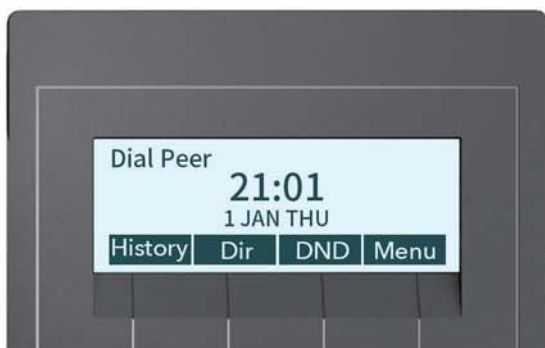 Dial Peer
21:01
1 JAN THU
History Dir DND Menu